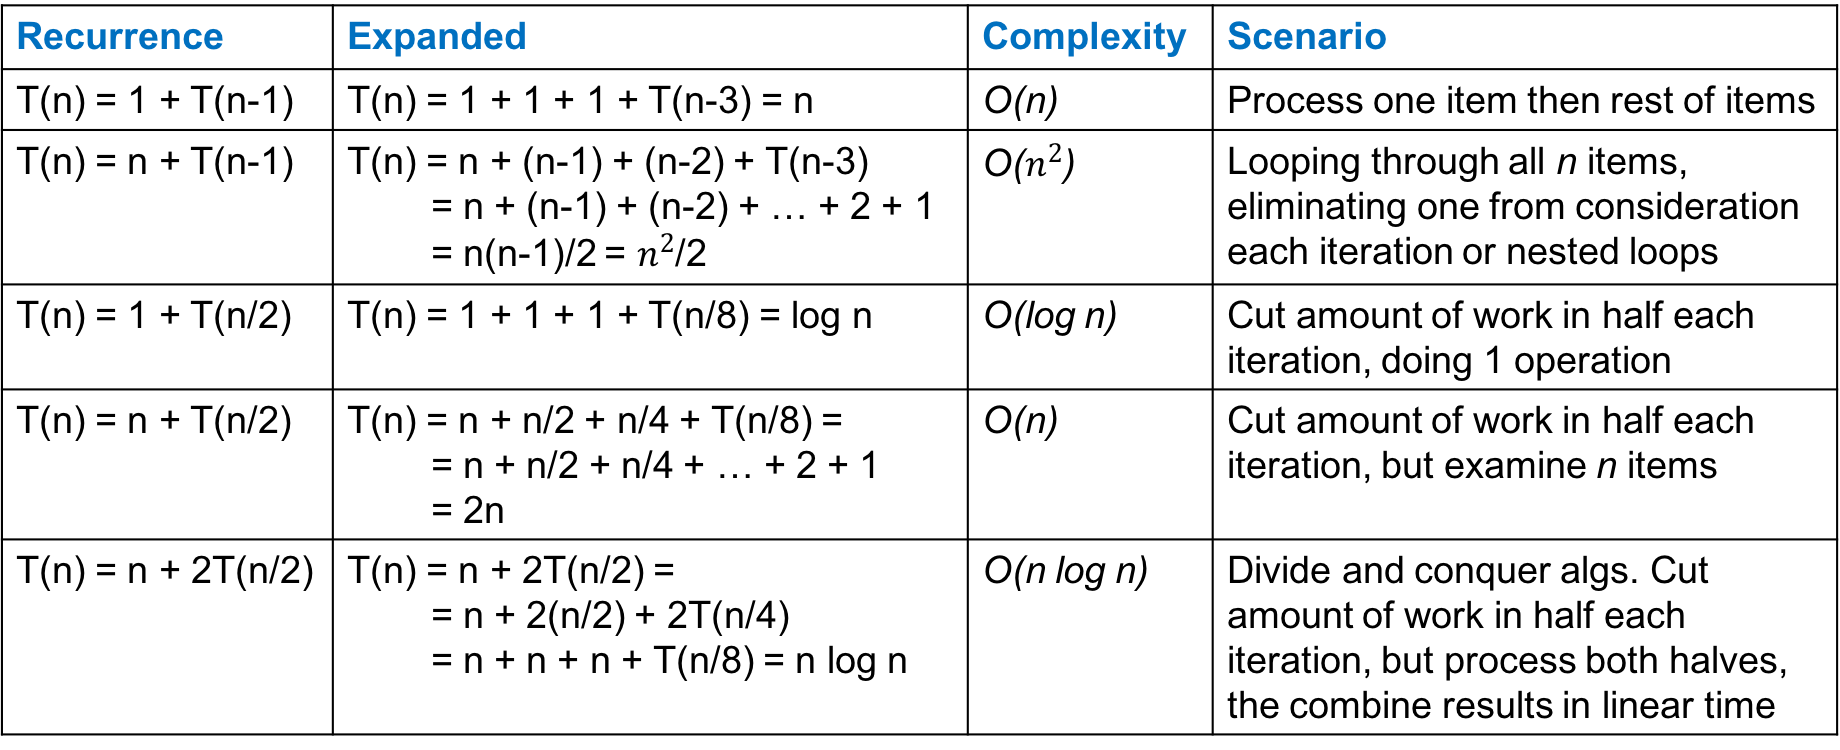 Recurrence Expanded Complexity Scenario
T(n) = 1 + T(n-1) T(n) = 1 + 1 + 1 + T(n-3) = n O(n) Process one item then rest of items
T(n) = n + T(n-1) T(n) = n + (n-1) + (n-2) + T(n-3) O(n²) Looping through all n items,
= n + (n-1) + (n-2) + … + 2 + 1 eliminating one from consideration
= n(n-1)/2 = n²/2 each iteration or nested loops
T(n) = 1 + T(n/2) T(n) = 1 + 1 + 1 + T(n/8) = log n O(log n) Cut amount of work in half each
iteration, doing 1 operation
T(n) = n + T(n/2) T(n) = n + n/2 + n/4 + T(n/8) = O(n) Cut amount of work in half each
= n + n/2 + n/4 + … + 2 + 1 iteration, but examine n items
= 2n
T(n) = n + 2T(n/2) T(n) = n + 2T(n/2) = O(n log n) Divide and conquer algs. Cut
= n + 2(n/2) + 2T(n/4) amount of work in half each
= n + n + n + T(n/8) = n log n iteration, but process both halves,
the combine results in linear time